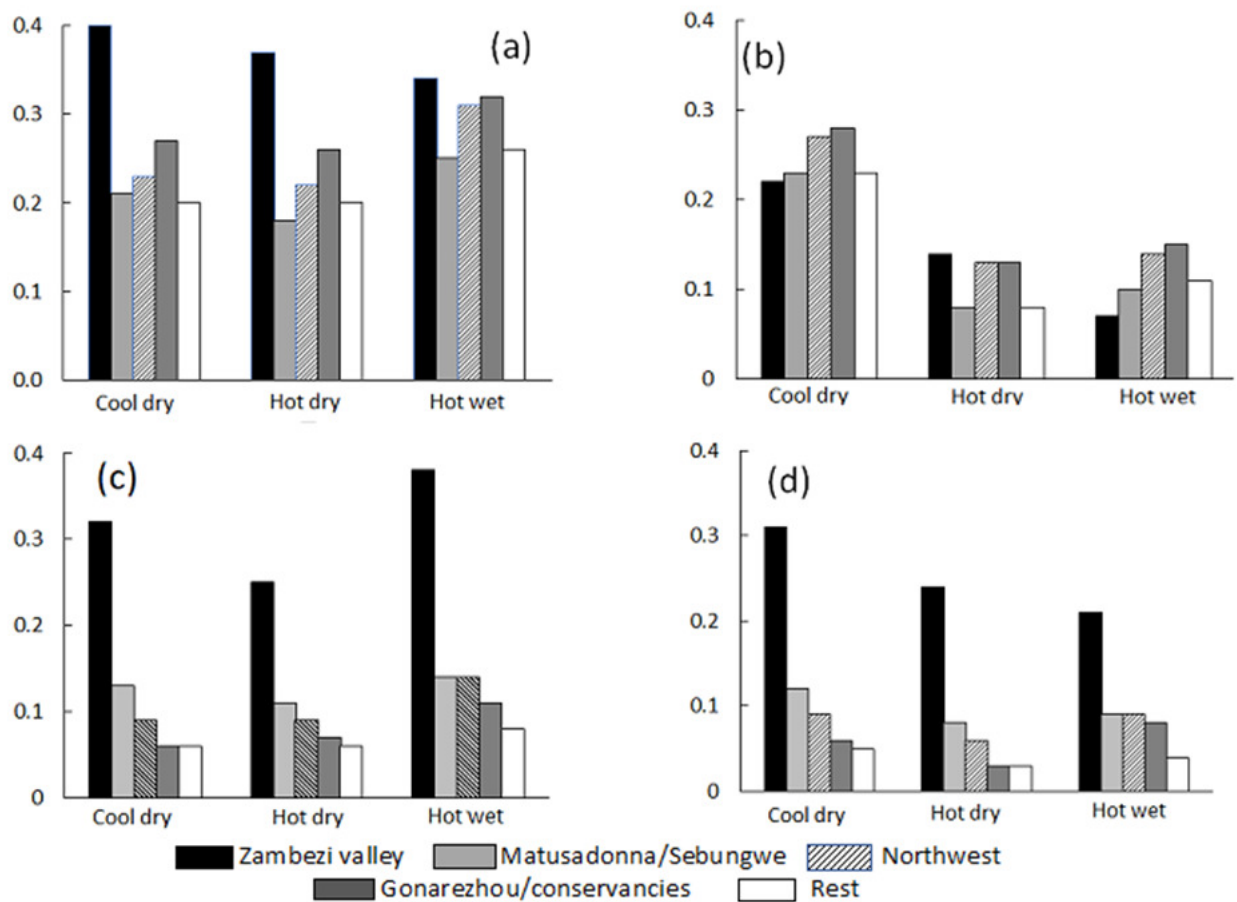 0.4
(a)
0.3
0.2
0.1
0.0
Cool dry Hot dry Hot wet
0.4
(b)
0.3
0.2
0.1
0
Cool dry Hot dry Hot wet
0.4
(c)
0.3
0.2
0.1
0
Cool dry Hot dry Hot wet
0.4
(d)
0.3
0.2
0.1
0
Cool dry Hot dry Hot wet
Zambezi valley Matusadonna/Sebungwe Northwest
Gonarezhou/conservancies Rest